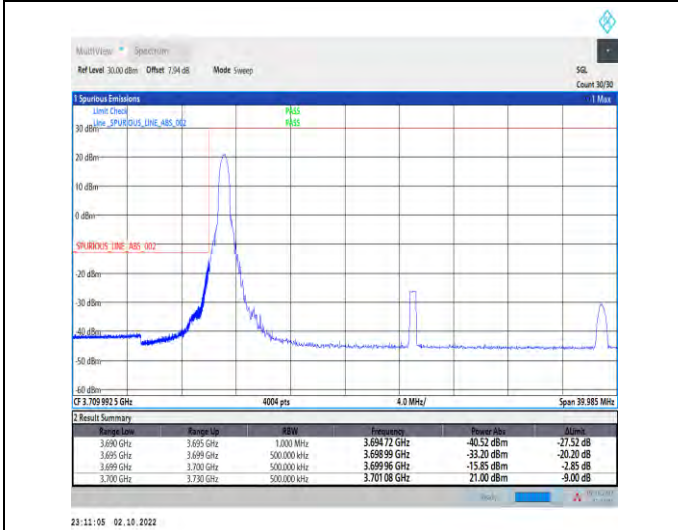 MultiView Spectrum
Ref Level 30.00 dBm Offset 7.94 dB Mode Sweep SGL
Count 30/30
1 Spurious Emissions 1 Max
Limit Check PASS
Line _SPURIOUS_LINE_ABS_002 PASS
30 dBm
20 dBm
10 dBm
0 dBm
SPURIOUS_LINE_ABS_002
-20 dBm
-30 dBm
-40 dBm
-50 dBm
-60 dBm
CF 3.709 992 5 GHz 4004 pts 4.0 MHz/ Span 39.985 MHz
2 Result Summary
Range Low Range Up RBW Frequency Power Abs ΔLimit
3.690 GHz 3.695 GHz 1.000 MHz 3.694 72 GHz -40.52 dBm -27.52 dB
3.695 GHz 3.699 GHz 500.000 kHz 3.698 99 GHz -33.20 dBm -20.20 dB
3.699 GHz 3.700 GHz 500.000 kHz 3.699 96 GHz -15.85 dBm -2.85 dB
3.700 GHz 3.730 GHz 500.000 kHz 3.701 08 GHz 21.00 dBm -9.00 dB
Ready
23:11:05 02.10.2022